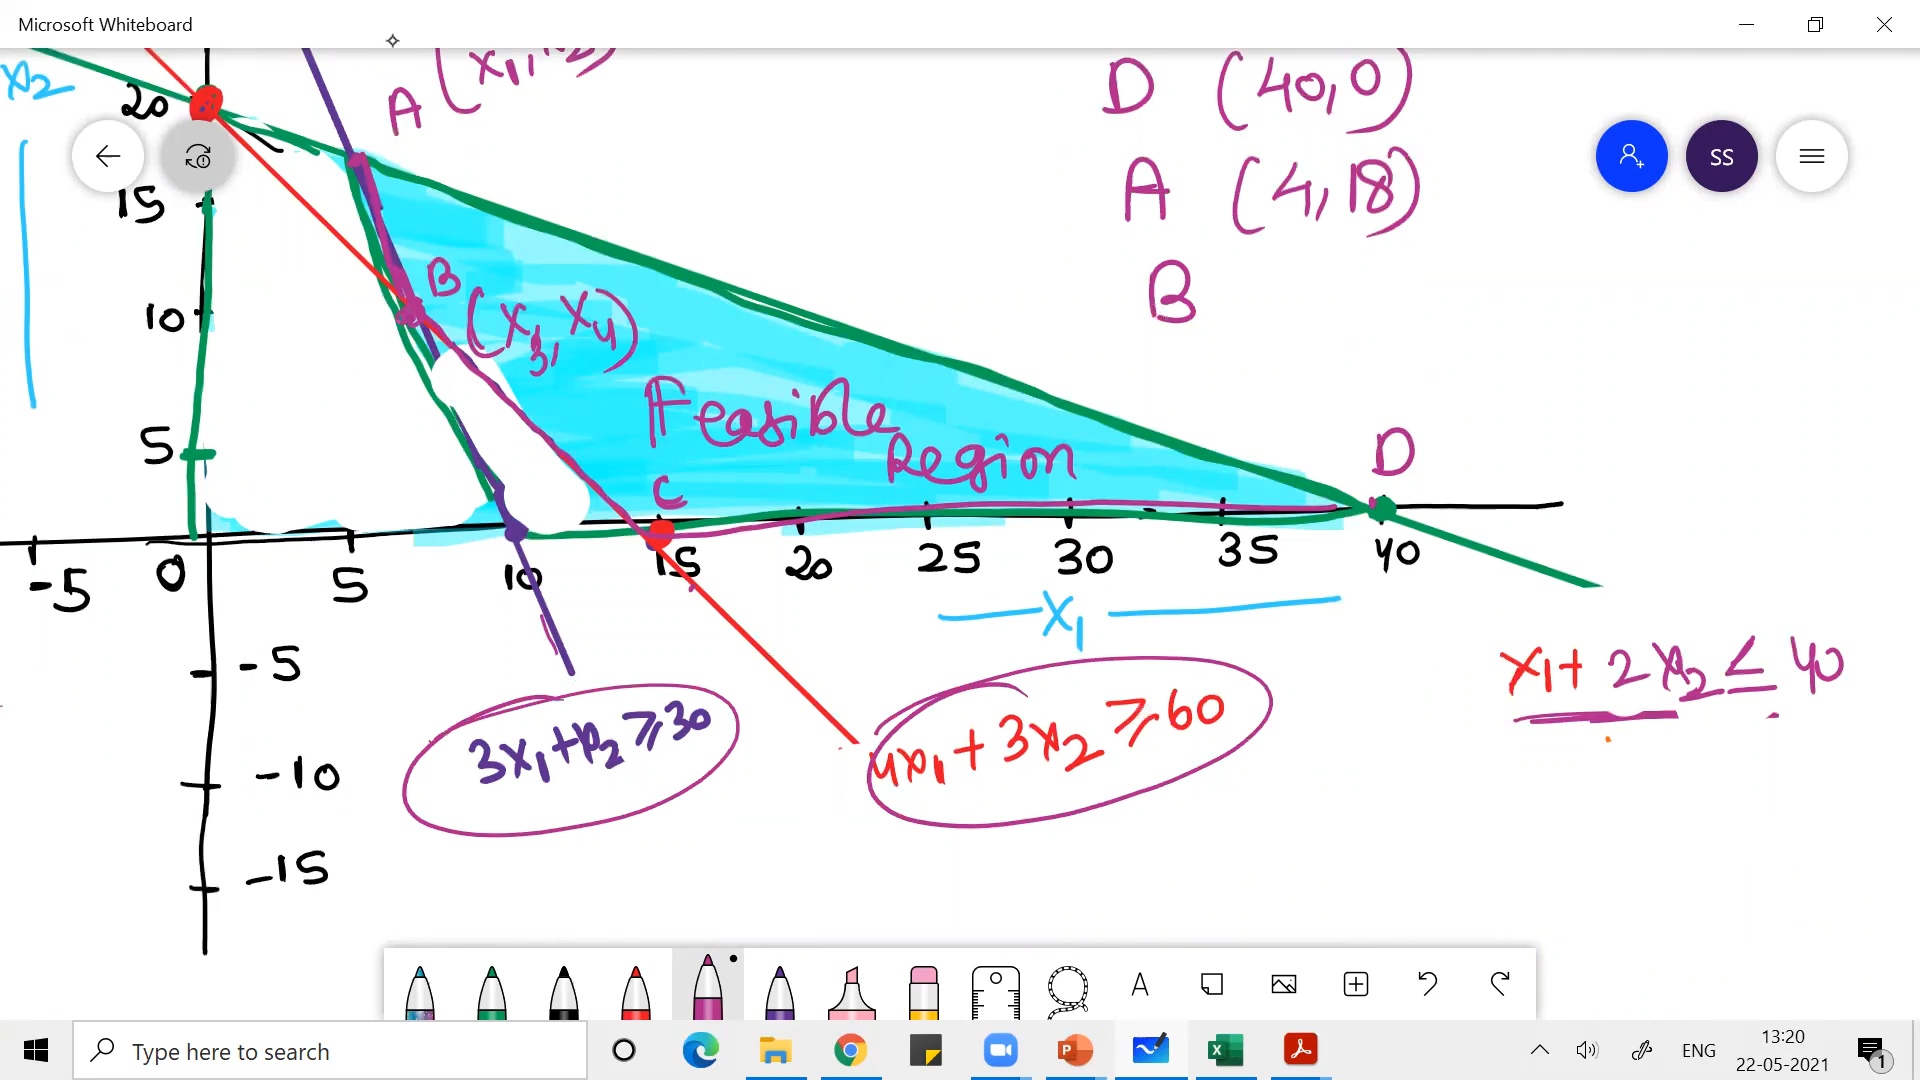 Microsoft Whiteboard
x2
20
15
10
5
A (x1,
B (x3, x4)
D (40,0)
A (4,18)
B
SS
Feasible
Region
C
D
-5 0 5 10 15 20 25 30 35 40
x1
-5
-10
-15
3x1+x2 ≥ 30
4x1 + 3x2 ≥ 60
x1 + 2x2 ≤ 40
A
Type here to search
ENG
13:20
22-05-2021
1